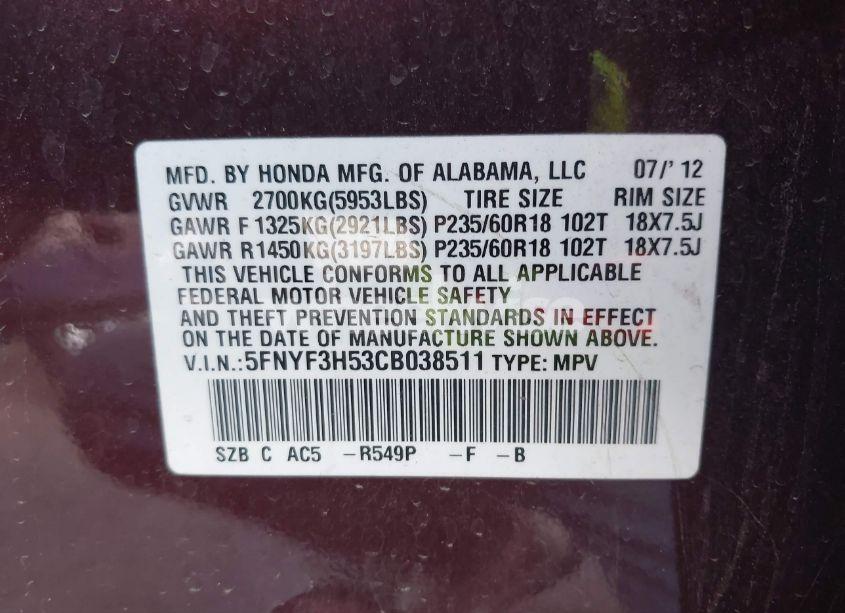 MFD. BY HONDA MFG. OF ALABAMA, LLC 07/'12
GVWR 2700KG(5953LBS) TIRE SIZE RIM SIZE
GAWR F 1325KG(2921LBS) P235/60R18 102T 18X7.5J
GAWR R1450KG(3197LBS) P235/60R18 102T 18X7.5J
THIS VEHICLE CONFORMS TO ALL APPLICABLE
FEDERAL MOTOR VEHICLE SAFETY
AND THEFT PREVENTION STANDARDS IN EFFECT
ON THE DATE OF MANUFACTURE SHOWN ABOVE.
V.I.N.:5FNYF3H53CB038511 TYPE: MPV
SZB C AC5 –R549P –F –B